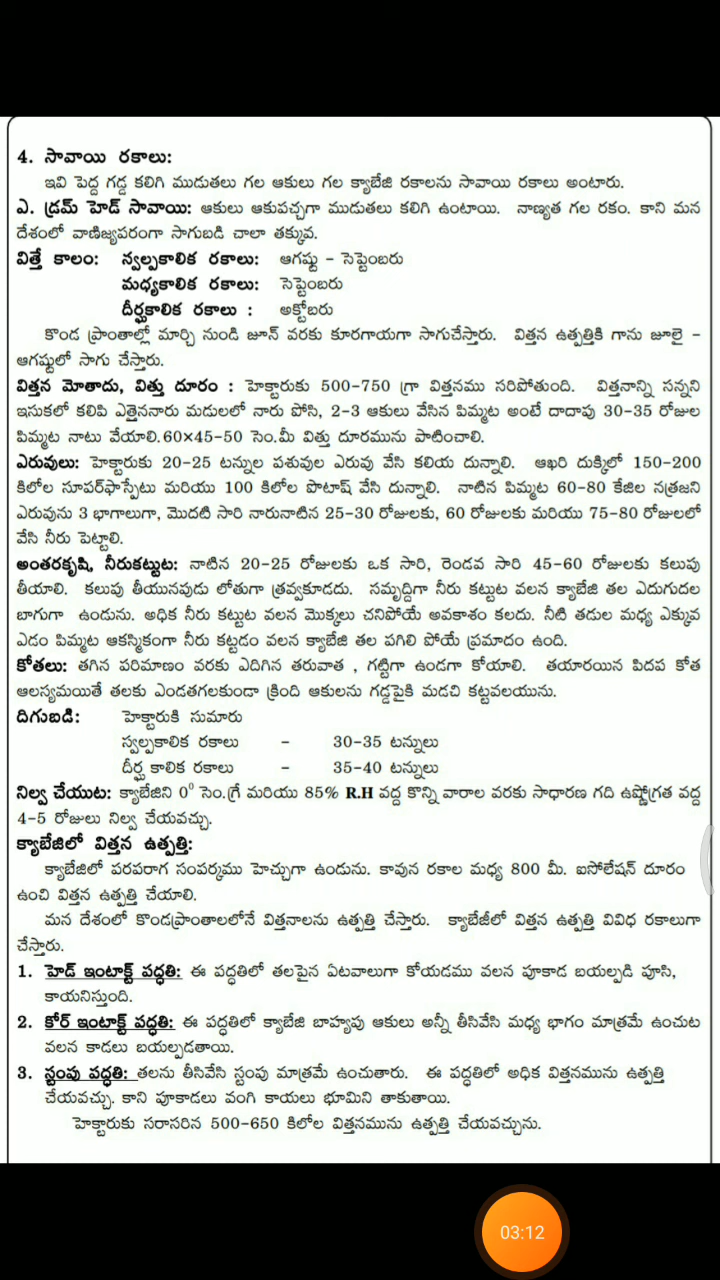 4. సావాయి రకాలు:
ఇవి పెద్ద గడ్డ కలిగి ముడుతలు గల ఆకులు గల క్యాబేజి రకాలను సావాయి రకాలు అంటారు.
ఎ. డ్రమ్ హెడ్ సావాయి: ఆకులు ఆకుపచ్చగా ముడుతలు కలిగి ఉంటాయి. నాణ్యత గల రకం. కాని మన
దేశంలో వాణిజ్యపరంగా సాగుబడి చాలా తక్కువ.
విత్తే కాలం: న్వల్పకాలిక రకాలు: ఆగష్టు - సెప్టెంబరు
మధ్యకాలిక రకాలు: సెప్టెంబరు
దీర్ఘకాలిక రకాలు : అక్టోబరు
కొండ ప్రాంతాల్లో మార్చి నుండి జూన్ వరకు కూరగాయగా సాగుచేస్తారు. విత్తన ఉత్పత్తికి గాను జూలై -
ఆగష్టులో సాగు చేస్తారు.
విత్తన మోతాదు, విత్తు దూరం : హెక్టారుకు 500-750 గ్రా విత్తనము సరిపోతుంది. విత్తనాన్ని సన్నని
ఇసుకలో కలిపి ఎత్తైననారు మడులలో నారు పోసి, 2-3 ఆకులు వేసిన పిమ్మట అంటే దాదాపు 30-35 రోజుల
పిమ్మట నాటు వేయాలి.60×45-50 సెం.మీ విత్తు దూరమును పాటించాలి.
ఎరువులు: హెక్టారుకు 20-25 టన్నుల పశువుల ఎరువు వేసి కలియ దున్నాలి. ఆఖరి దుక్కిలో 150-200
కిలోల సూపర్‌ఫాస్ఫేటు మరియు 100 కిలోల పొటాష్ వేసి దున్నాలి. నాటిన పిమ్మట 60-80 కేజిల నత్రజని
ఎరువును 3 భాగాలుగా, మొదటి సారి నారునాటిన 25-30 రోజులకు, 60 రోజులకు మరియు 75-80 రోజులలో
వేసి నీరు పెట్టాలి.
అంతరకృషి, నీరుకట్టుట: నాటిన 20-25 రోజులకు ఒక సారి, రెండవ సారి 45-60 రోజులకు కలుపు
తీయాలి. కలుపు తీయునపుడు లోతుగా త్రవ్వకూడదు. సమృద్దిగా నీరు కట్టుట వలన క్యాబేజి తల ఎదుగుదల
బాగుగా ఉండును. అధిక నీరు కట్టుట వలన మొక్కలు చనిపోయే అవకాశం కలదు. నీటి తడుల మధ్య ఎక్కువ
ఎడం పిమ్మట ఆకస్మికంగా నీరు కట్టడం వలన క్యాబేజి తల పగిలి పోయే ప్రమాదం ఉంది.
కోతలు: తగిన పరిమాణం వరకు ఎదిగిన తరువాత , గట్టిగా ఉండగా కోయాలి. తయారయిన పిదప కోత
ఆలస్యమయితే తలకు ఎండతగలకుండా క్రింది ఆకులను గడ్డపైకి మడచి కట్టవలయును.
దిగుబడి: హెక్టారుకి సుమారు
స్వల్పకాలిక రకాలు - 30-35 టన్నులు
దీర్ఘ కాలిక రకాలు - 35-40 టన్నులు
నిల్వ చేయుట: క్యాబేజిని 0⁰ సెం.గ్రే మరియు 85% R.H వద్ద కొన్ని వారాల వరకు సాధారణ గది ఉష్ణోగ్రత వద్ద
4-5 రోజులు నిల్వ చేయవచ్చు.
క్యాబేజిలో విత్తన ఉత్పత్తి:
క్యాబేజిలో పరపరాగ సంపర్కము హెచ్చుగా ఉండును. కావున రకాల మధ్య 800 మీ. ఐసోలేషన్ దూరం
ఉంచి విత్తన ఉత్పత్తి చేయాలి.
మన దేశంలో కొండప్రాంతాలలోనే విత్తనాలను ఉత్పత్తి చేస్తారు. క్యాబేజీలో విత్తన ఉత్పత్తి వివిధ రకాలుగా
చేస్తారు.
1. హెడ్ ఇంటాక్ట్ పద్ధతి: ఈ పద్ధతిలో తలపైన ఏటవాలుగా కోయడము వలన పూకాడ బయల్పడి పూసి,
కాయనిస్తుంది.
2. కోర్ ఇంటాక్ట్ పద్ధతి: ఈ పద్ధతిలో క్యాబేజి బాహ్యపు ఆకులు అన్నీ తీసివేసి మధ్య భాగం మాత్రమే ఉంచుట
వలన కాడలు బయల్పడతాయి.
3. స్టంపు పద్ధతి: తలను తీసివేసి స్టంపు మాత్రమే ఉంచుతారు. ఈ పద్ధతిలో అధిక విత్తనమును ఉత్పత్తి
చేయవచ్చు. కాని పూకాడలు వంగి కాయలు భూమిని తాకుతాయి.
హెక్టారుకు సరాసరిన 500-650 కిలోల విత్తనమును ఉత్పత్తి చేయవచ్చును.
03:12